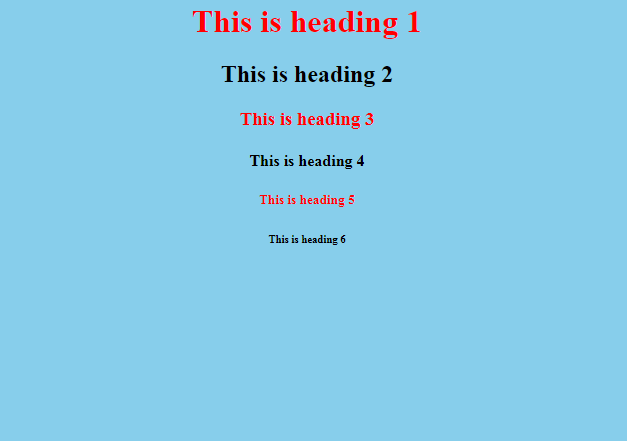 This is heading 1
This is heading 2
This is heading 3
This is heading 4
This is heading 5
This is heading 6